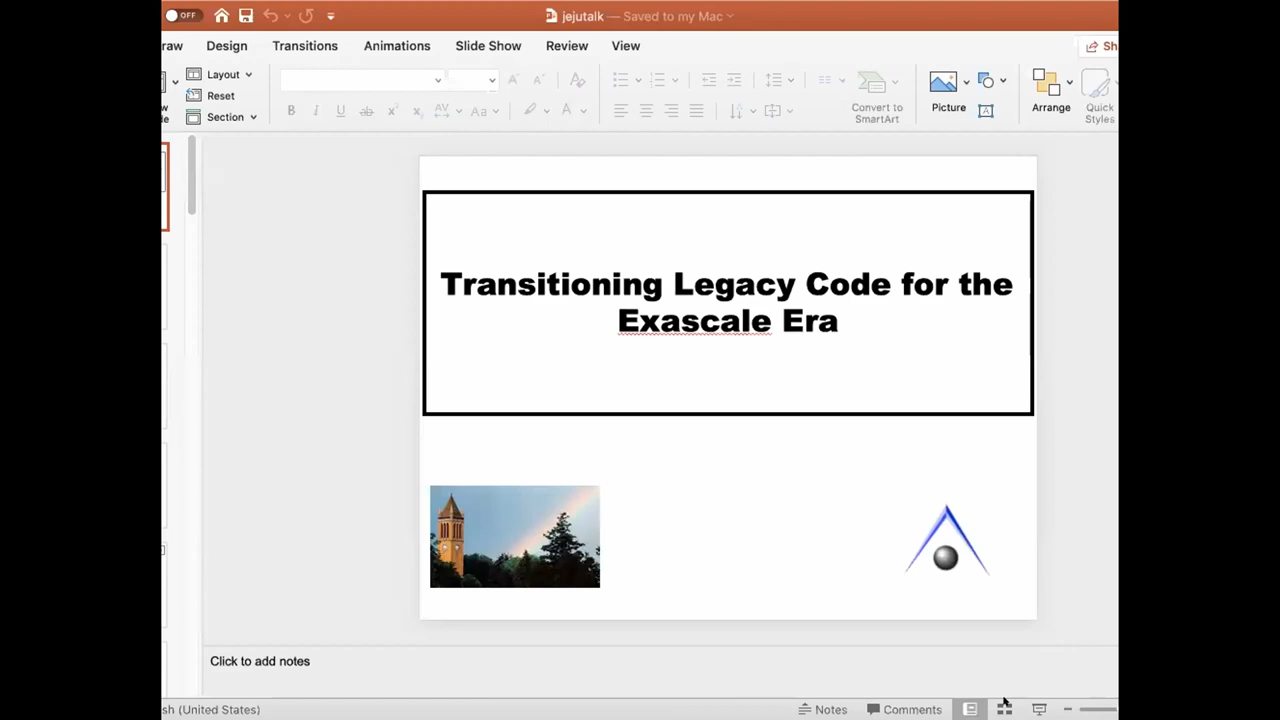 OFF
jejutalk — Saved to my Mac
raw
Design
Transitions
Animations
Slide Show
Review
View
Sh
Layout
Reset
Section
Convert to
SmartArt
Picture
Arrange
Quick
Styles
Transitioning Legacy Code for the
Exascale Era
Click to add notes
sh (United States)
Notes
Comments